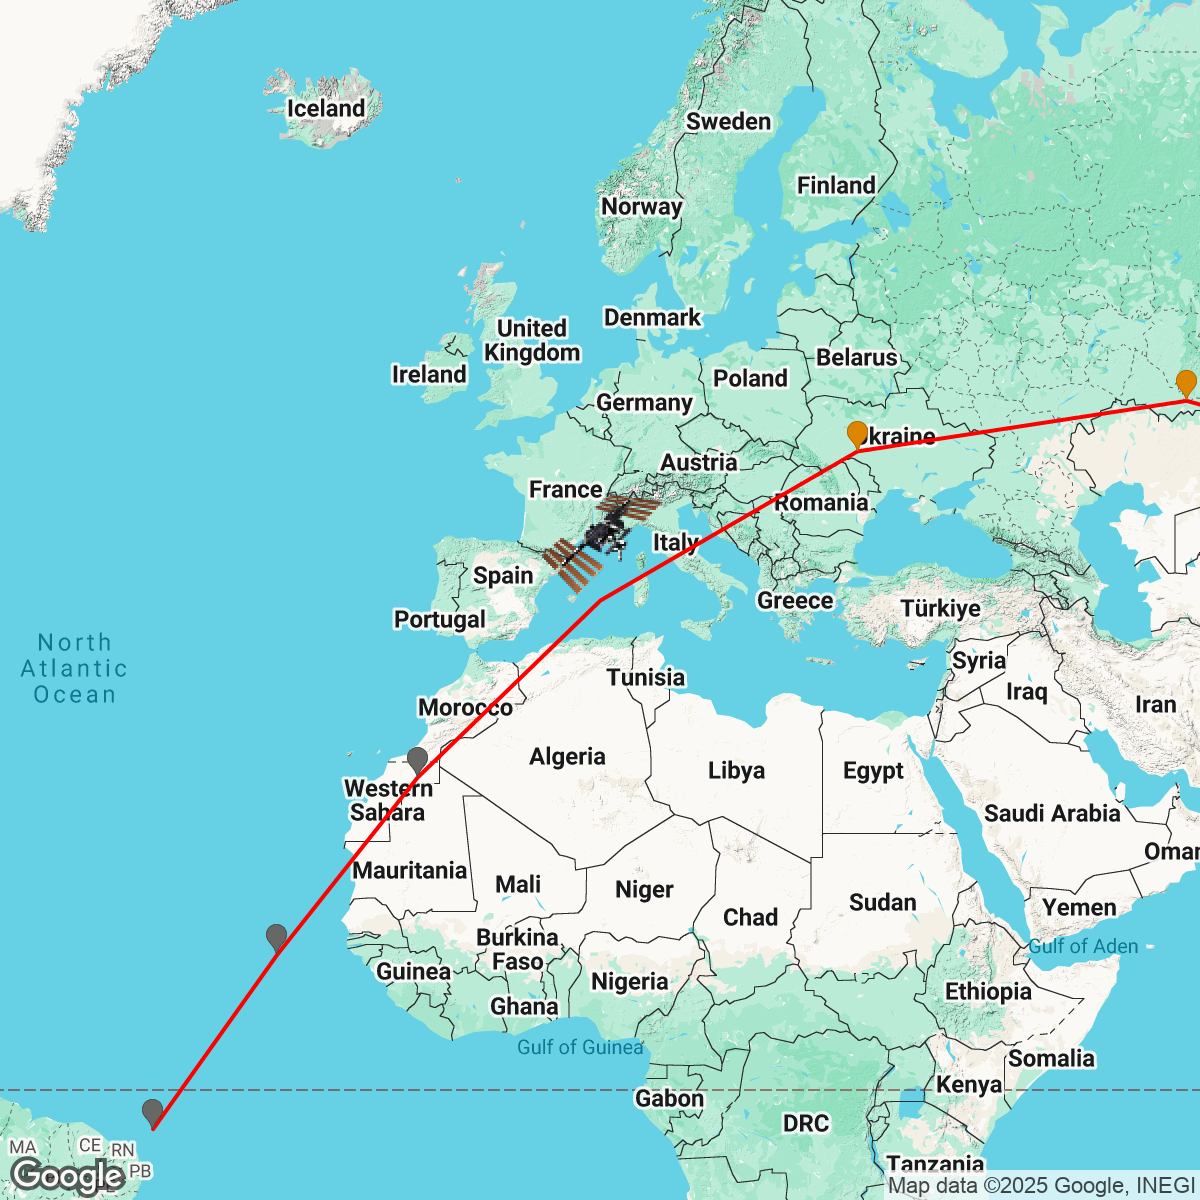 Iceland
Sweden
Finland
Norway
Denmark
United
Kingdom
Ireland
Belarus
Poland
Germany
kraine
Austria
France
Romania
Italy
Spain
Greece
Türkiye
Portugal
North
Atlantic
Ocean
Syria
Iraq
Iran
Tunisia
Morocco
Algeria
Libya
Egypt
Western
Sahara
Saudi Arabia
Oman
Mauritania
Mali
Niger
Chad
Sudan
Yemen
Burkina
Faso
Gulf of Aden
Guinea
Nigeria
Ethiopia
Ghana
Gulf of Guinea
Somalia
Kenya
Gabon
DRC
MA
CE
RN
PB
Tanzania
Google
Map data ©2025 Google, INEGI